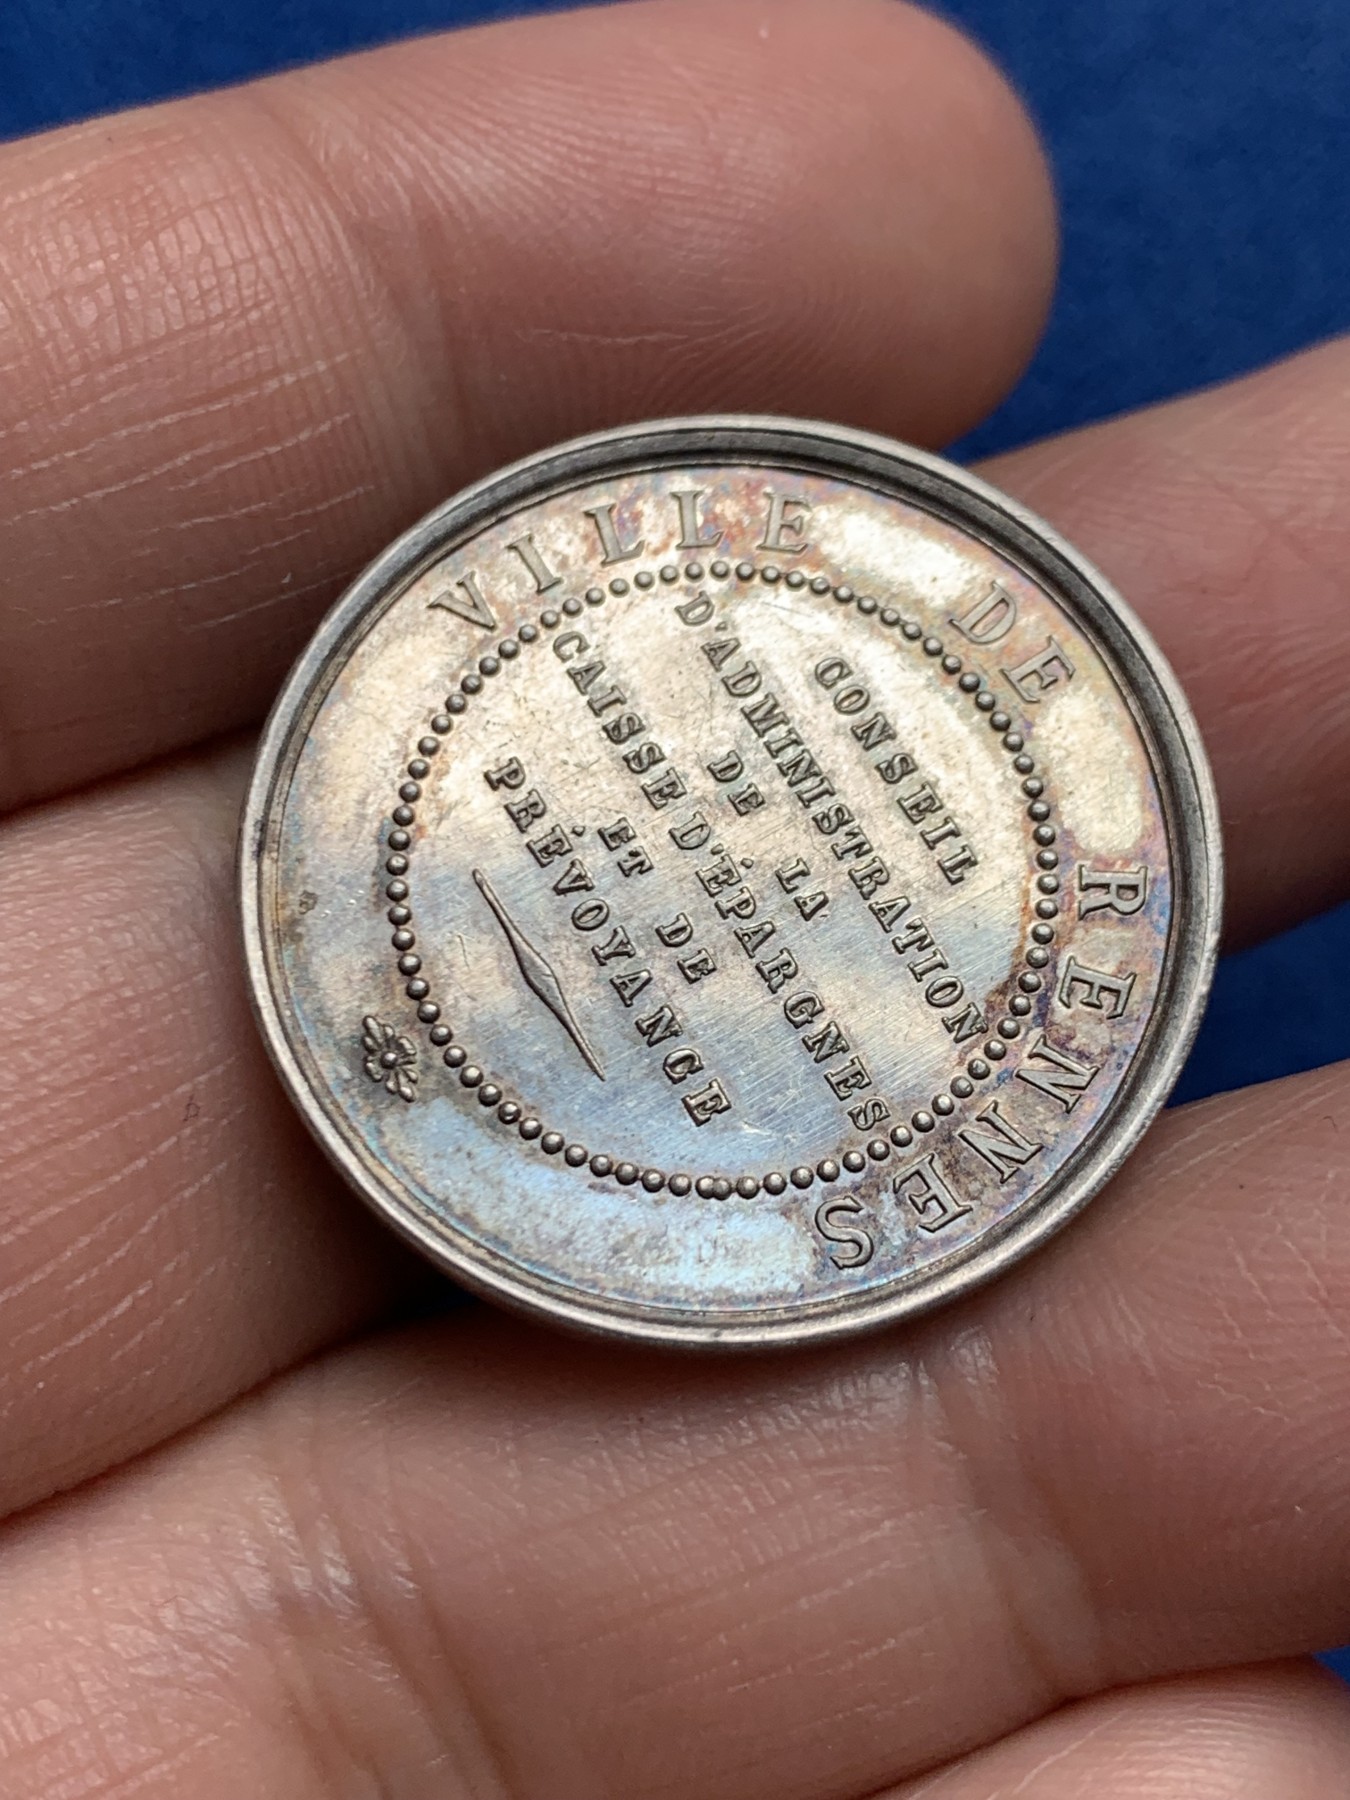 VILLE DE RENNES
CONSEIL
D'ADMINISTRATION
DE LA
CAISSE D'ÉPARGNES
ET DE
PRÉVOYANCE